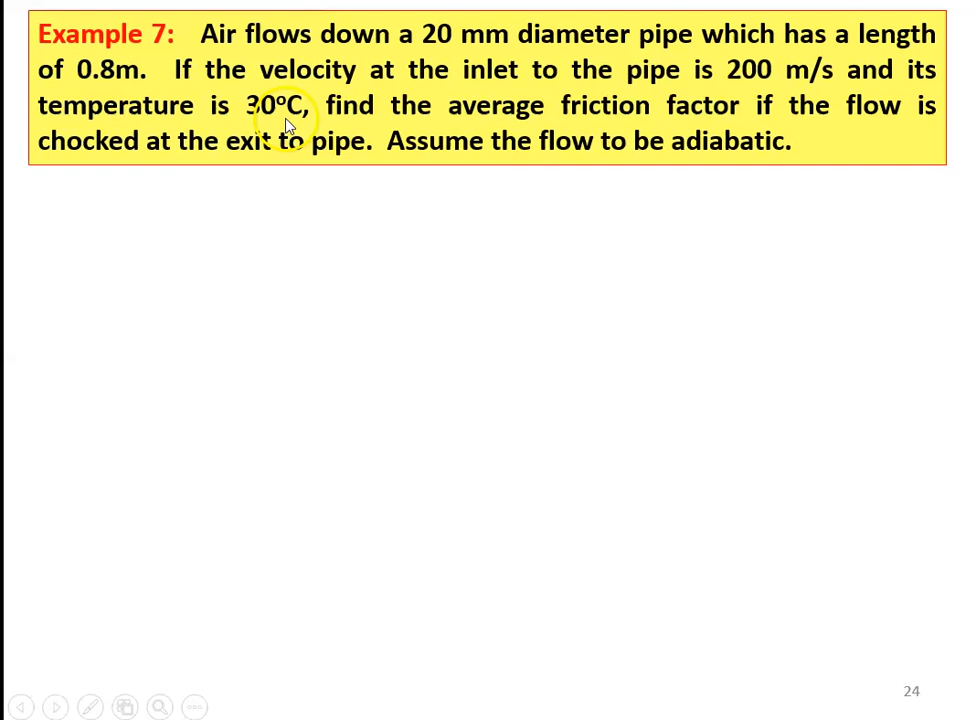 Example 7: Air flows down a 20 mm diameter pipe which has a length
of 0.8m. If the velocity at the inlet to the pipe is 200 m/s and its
temperature is 30°C, find the average friction factor if the flow is
chocked at the exit to pipe. Assume the flow to be adiabatic.
24